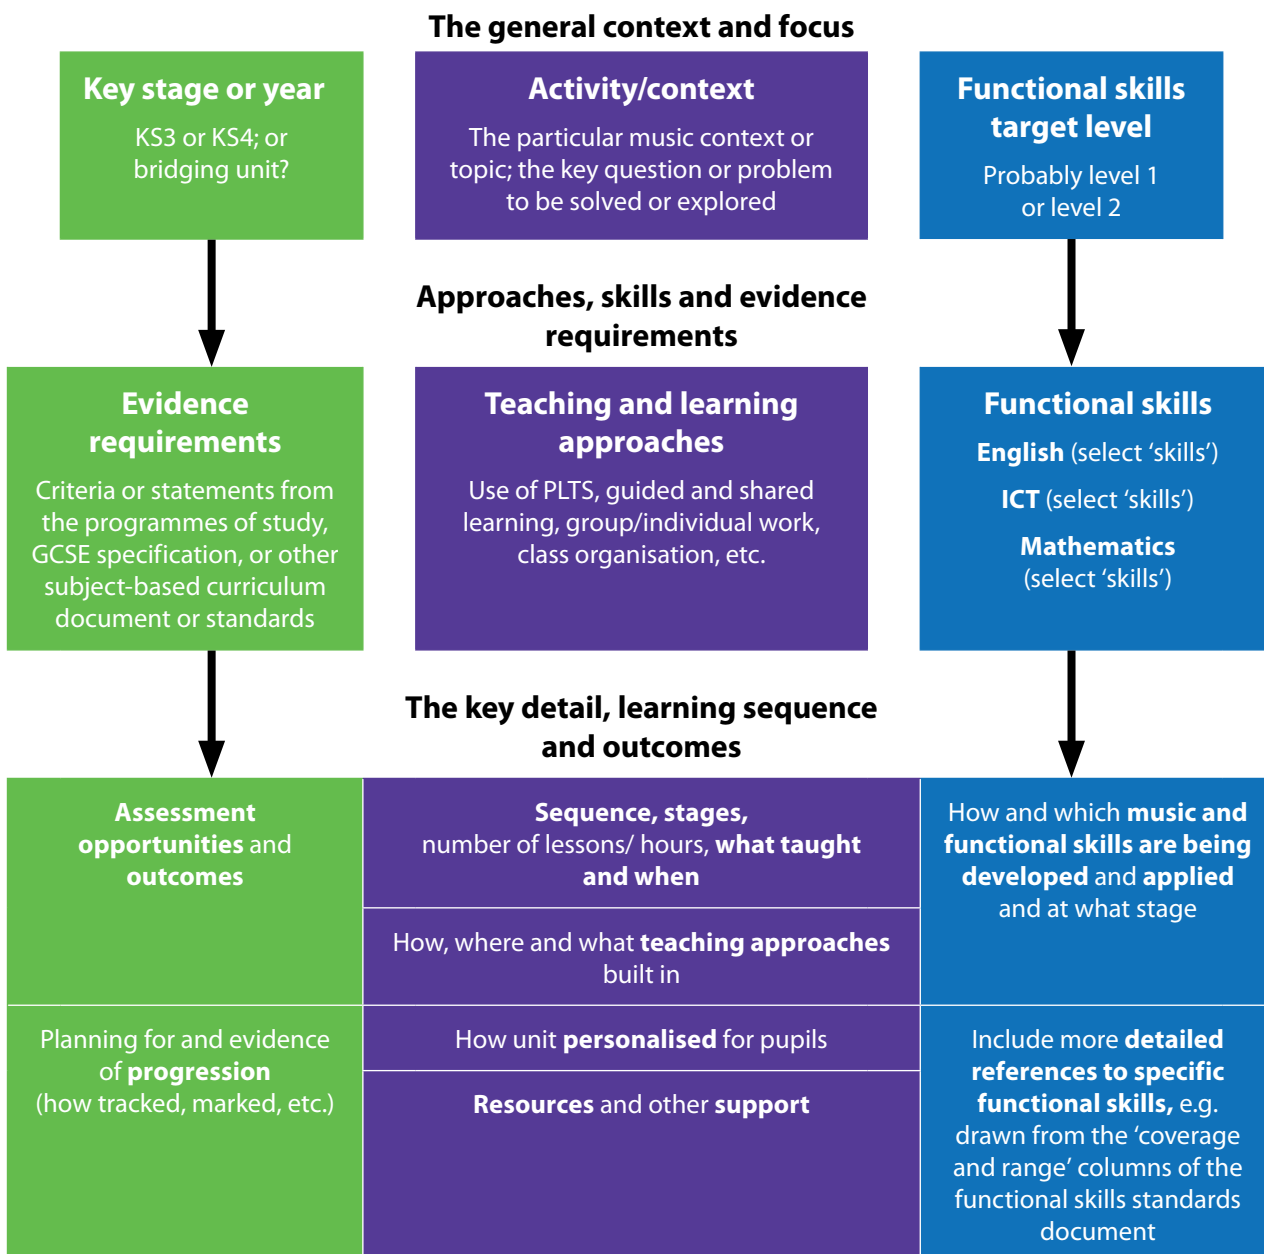 The general context and focus
Key stage or year
KS3 or KS4; or
bridging unit?
Activity/context
The particular music context or
topic; the key question or problem
to be solved or explored
Functional skills
target level
Probably level 1
or level 2
Approaches, skills and evidence
requirements
Evidence
requirements
Criteria or statements from
the programmes of study,
GCSE specification, or other
subject-based curriculum
document or standards
Teaching and learning
approaches
Use of PLTS, guided and shared
learning, group/individual work,
class organisation, etc.
Functional skills
English (select ‘skills’)
ICT (select ‘skills’)
Mathematics
(select ‘skills’)
The key detail, learning sequence
and outcomes
Assessment
opportunities and
outcomes
Planning for and evidence
of progression
(how tracked, marked, etc.)
Sequence, stages,
number of lessons/ hours, what taught
and when
How, where and what teaching approaches
built in
How unit personalised for pupils
Resources and other support
How and which music and
functional skills are being
developed and applied
and at what stage
Include more detailed
references to specific
functional skills, e.g.
drawn from the ‘coverage
and range’ columns of the
functional skills standards
document